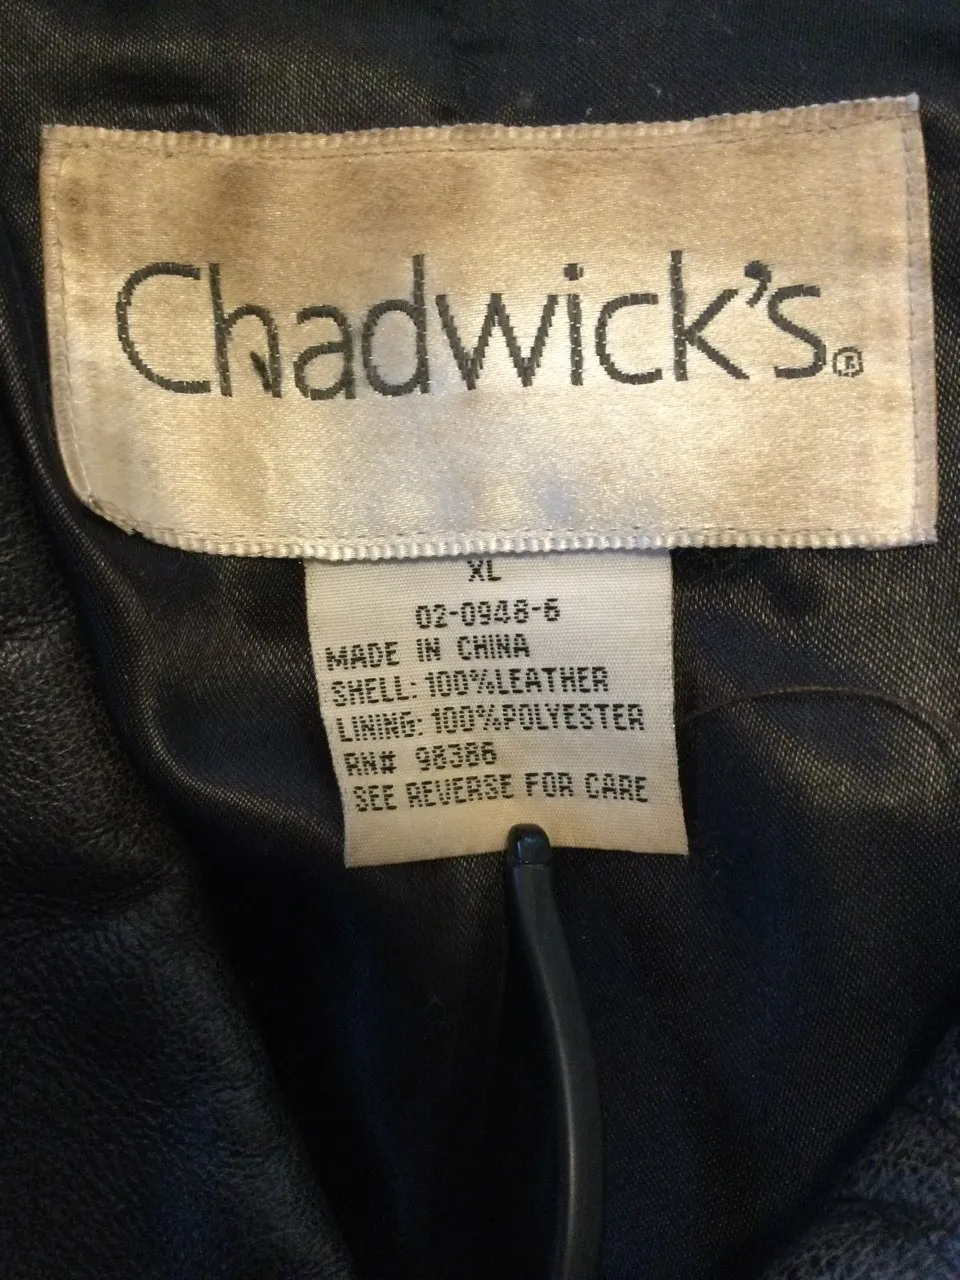 Chadwick's®
XL
02-0948-6
MADE IN CHINA
SHELL: 100%LEATHER
LINING: 100%POLYESTER
RN# 98386
SEE REVERSE FOR CARE